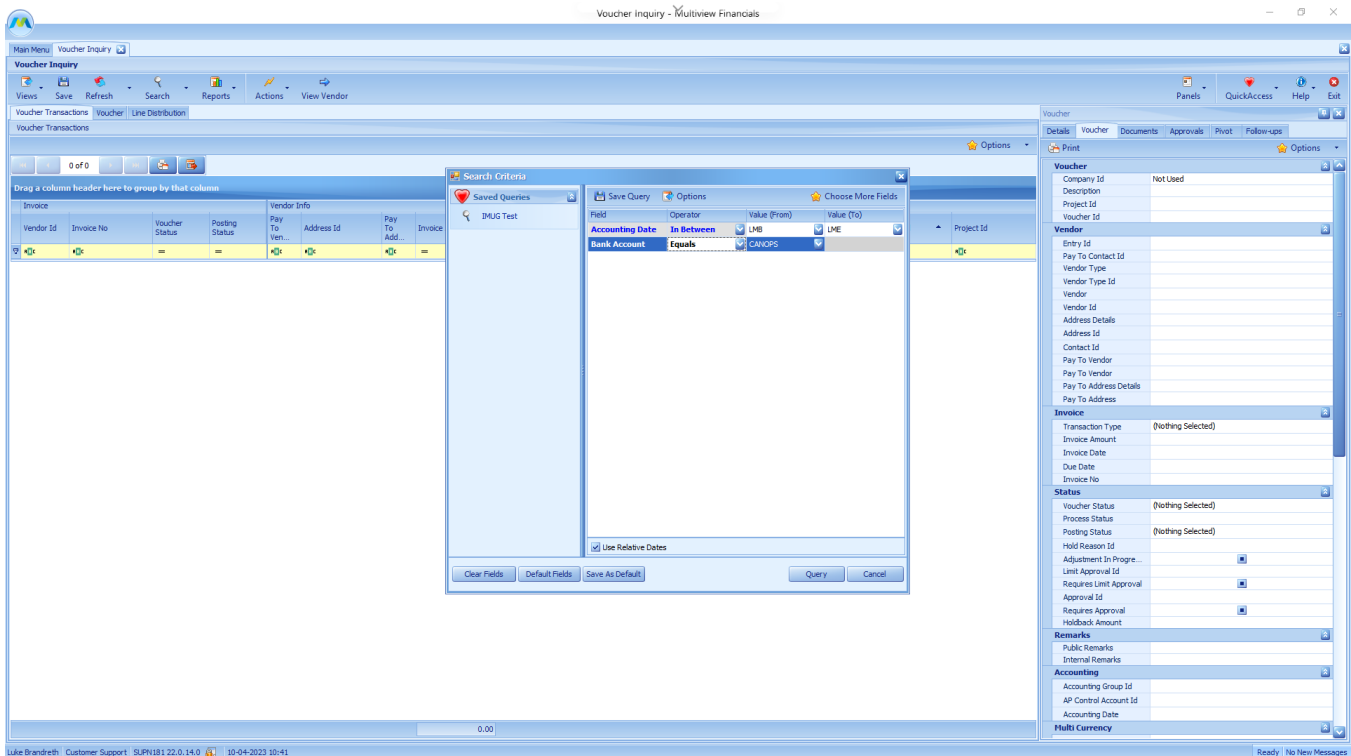 Voucher Inquiry - Multiview Financials
Main Menu Voucher Inquiry
Voucher Inquiry
Views Save Refresh Search Reports Actions View Vendor Panels QuickAccess Help Exit
Voucher Transactions Voucher Line Distribution
Voucher Transactions
Options
0 of 0
Drag a column header here to group by that column
Invoice Vendor Info
Vendor Id Invoice No Voucher Status Posting Status Pay To Ven... Address Id Pay To Add... Invoice Project Id
= = =
0.00
Search Criteria
Saved Queries
IMUG Test
Save Query Options Choose More Fields
Field Operator Value (From) Value (To)
Accounting Date In Between LMB LME
Bank Account Equals CANOPS
Use Relative Dates
Clear Fields Default Fields Save As Default Query Cancel
Voucher
Details Voucher Documents Approvals Pivot Follow-ups
Print Options
Voucher
Company Id Not Used
Description
Project Id
Voucher Id
Vendor
Entry Id
Pay To Contact Id
Vendor Type
Vendor Type Id
Vendor
Vendor Id
Address Details
Address Id
Contact Id
Pay To Vendor
Pay To Vendor
Pay To Address Details
Pay To Address
Invoice
Transaction Type (Nothing Selected)
Invoice Amount
Invoice Date
Due Date
Invoice No
Status
Voucher Status (Nothing Selected)
Process Status
Posting Status (Nothing Selected)
Hold Reason Id
Adjustment In Progre...
Limit Approval Id
Requires Limit Approval
Approval Id
Requires Approval
Holdback Amount
Remarks
Public Remarks
Internal Remarks
Accounting
Accounting Group Id
AP Control Account Id
Accounting Date
Multi Currency
Luke Brandreth Customer Support SUPN181 22.0.14.0 10-04-2023 10:41 Ready No New Messages